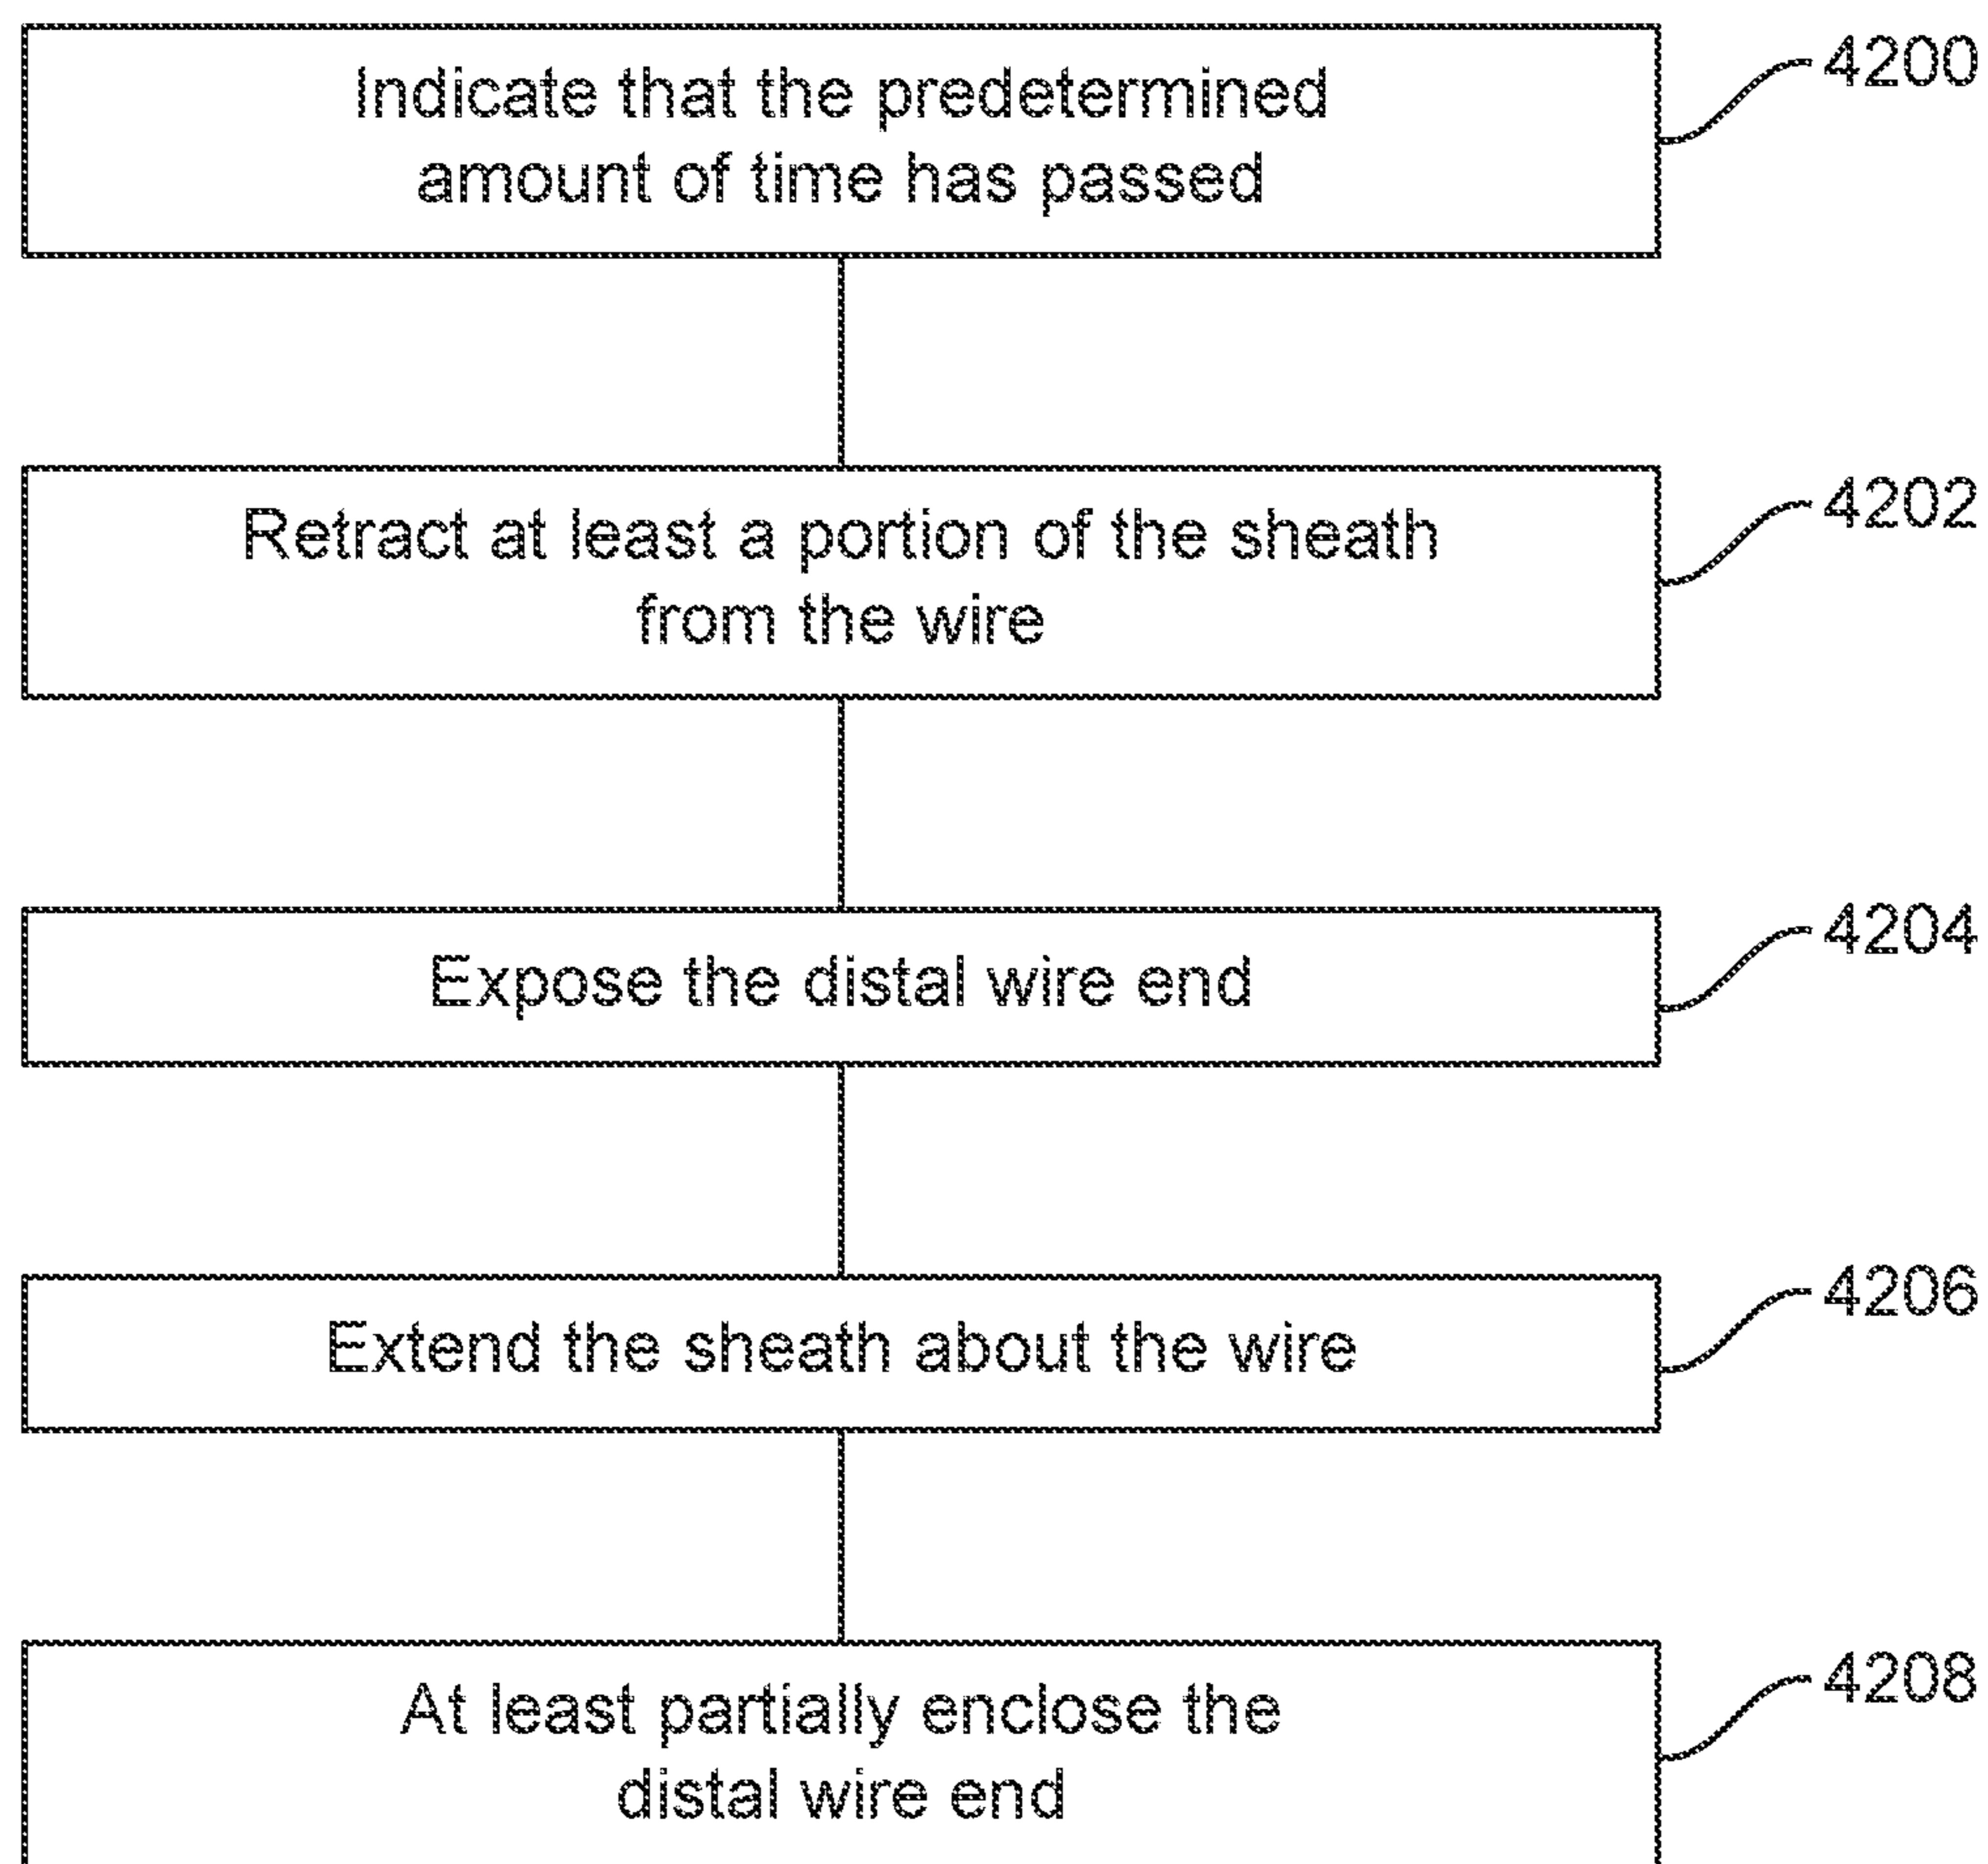 Indicate that the predetermined
amount of time has passed
4200
Retract at least a portion of the sheath
from the wire
4202
Expose the distal wire end
4204
Extend the sheath about the wire
4206
At least partially enclose the
distal wire end
4208